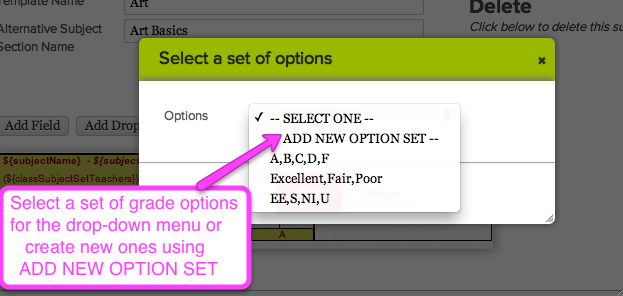 Template Name
Art
Delete
Click below to delete this su
Alternative Subject
Section Name
Art Basics
Select a set of options
×
Options
✓ -- SELECT ONE --
ADD NEW OPTION SET --
A,B,C,D,F
Excellent,Fair,Poor
EE,S,NI,U
Add Field
Add Drop
${subjectName} - ${subje
(${classSubjectSetTeachers})
Select a set of grade options
for the drop-down menu or
create new ones using
ADD NEW OPTION SET
A